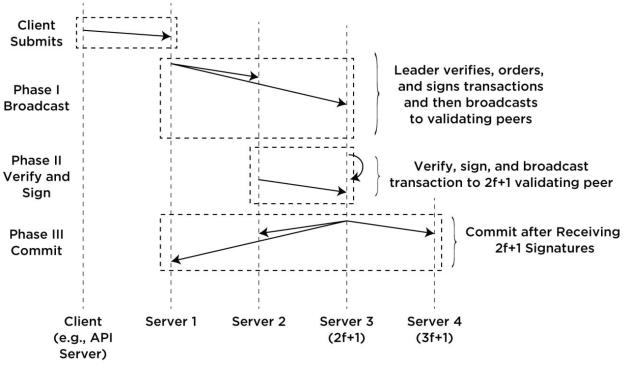 Client
Submits
Phase I
Broadcast
Leader verifies, orders,
and signs transactions
and then broadcasts
to validating peers
Phase II
Verify and
Sign
Verify, sign, and broadcast
transaction to 2f+1 validating peer
Phase III
Commit
Commit after Receiving
2f+1 Signatures
Client
(e.g., API
Server)
Server 1
Server 2
Server 3
(2f+1)
Server 4
(3f+1)